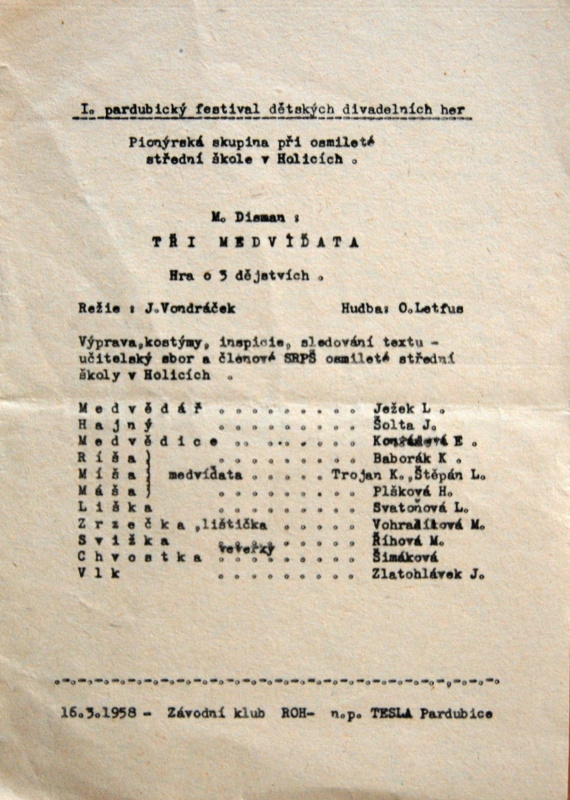 I. pardubický festival dětských divadelních her
Pionýrská skupina při osmileté
střední škole v Holicích .
M. Disman :
TŘI MEDVÍĎATA
Hra o 3 dějstvích .
Režie : J.Vondráček Hudba: O.Letfus
Výprava,kostýmy, inspicie, sledování textu -
učitelský sbor a členové SRPŠ osmileté střední
školy v Holicích .
Medvědář . . . . . . . . . Ježek L .
Hajný . . . . . . . . . Šolta J.
Medvědice .. . ... . . . . Konrádová E .
Ríša) . . . . . . . . . Baborák K .
Míša) medvíďata . . . . . Trojan K.,Štěpán L.
Máša) . . . . . . . . . Plšková H.
Liška . . . . . . . . . Svatoňová L.
Zrzečka ,lištička . . . . . Vohralíková M.
Sviška . . . . . . . . . Říhová M.
veverky
Chvostka . . . . . . . . . Šimáková
Vlk . . . . . . . . . Zlatohlávek J.
16.3.1958 - Závodní klub ROH- n.p. TESLA Pardubice